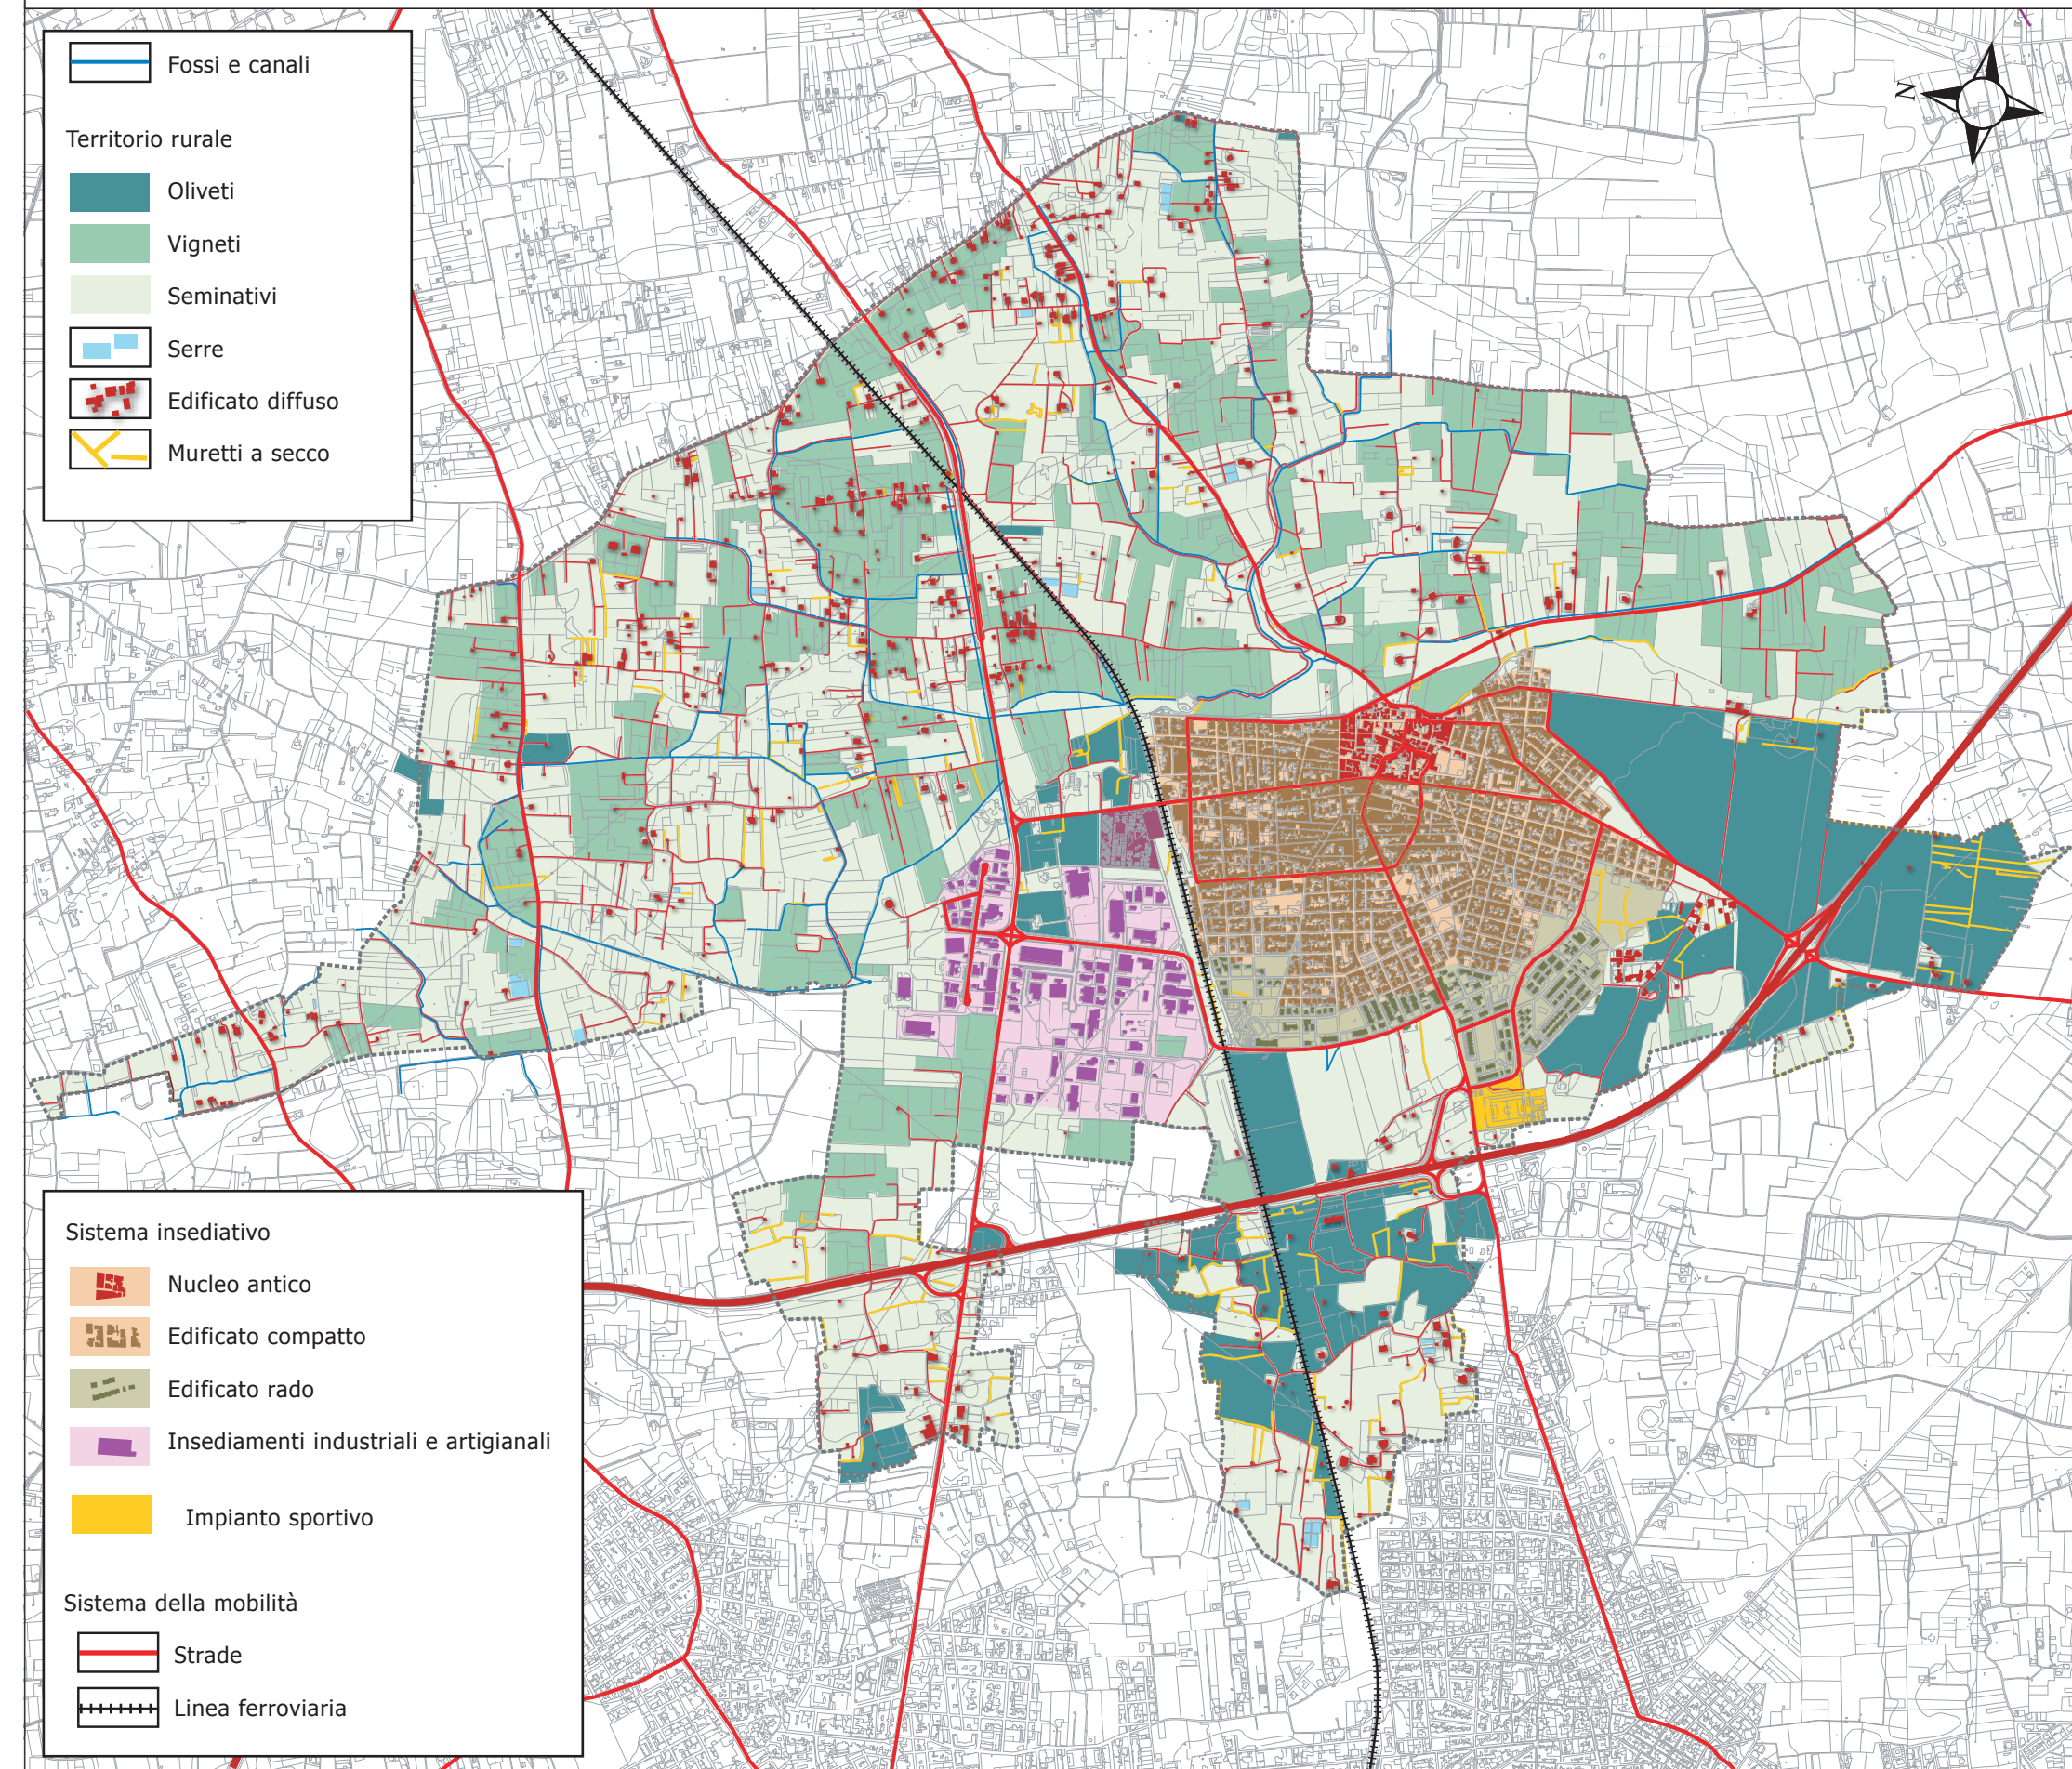 Fossi e canali
Territorio rurale
Oliveti
Vigneti
Seminativi
Serre
Edificato diffuso
Muretti a secco
N
Sistema insediativo
Nucleo antico
Edificato compatto
Edificato rado
Insediamenti industriali e artigianali
Impianto sportivo
Sistema della mobilità
Strade
Linea ferroviaria